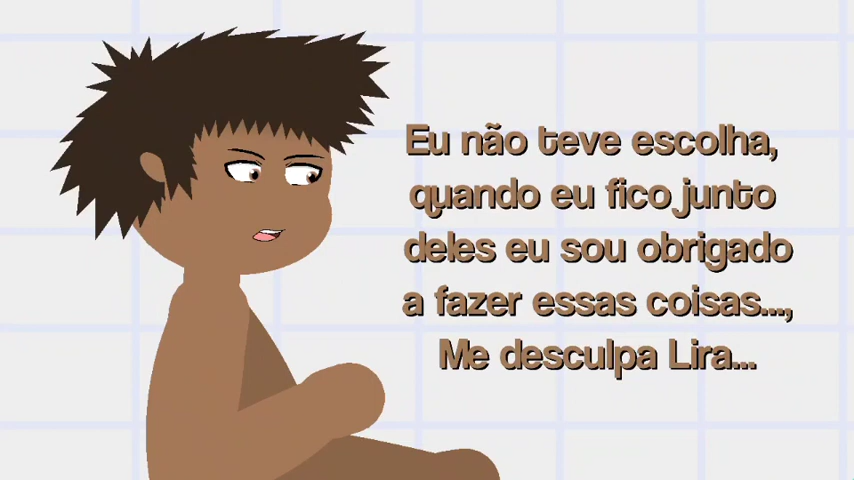 Eu não teve escolha,
quando eu fico junto
deles eu sou obrigado
a fazer essas coisas...,
Me desculpa Lira...